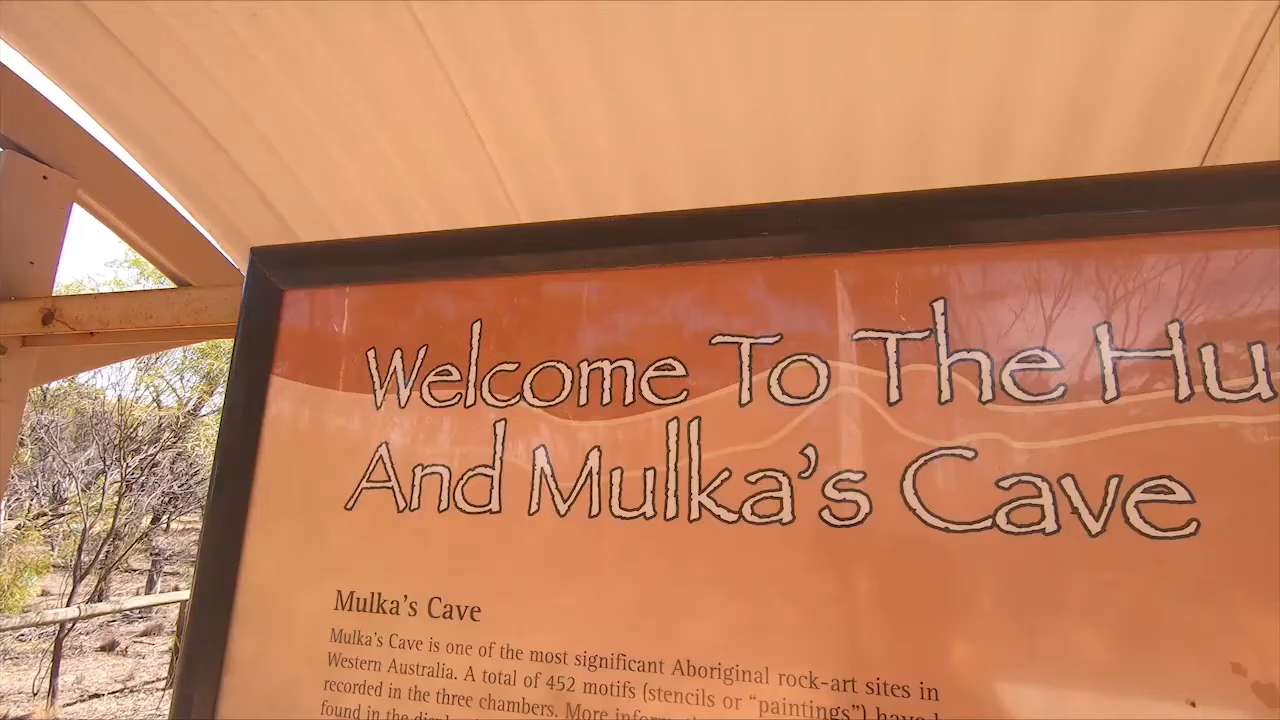 Welcome To The Hu
And Mulka's Cave
Mulka's Cave
Mulka's Cave is one of the most significant Aboriginal rock-art sites in
Western Australia. A total of 452 motifs (stencils or "paintings") have
recorded in the three chambers. More
found in the